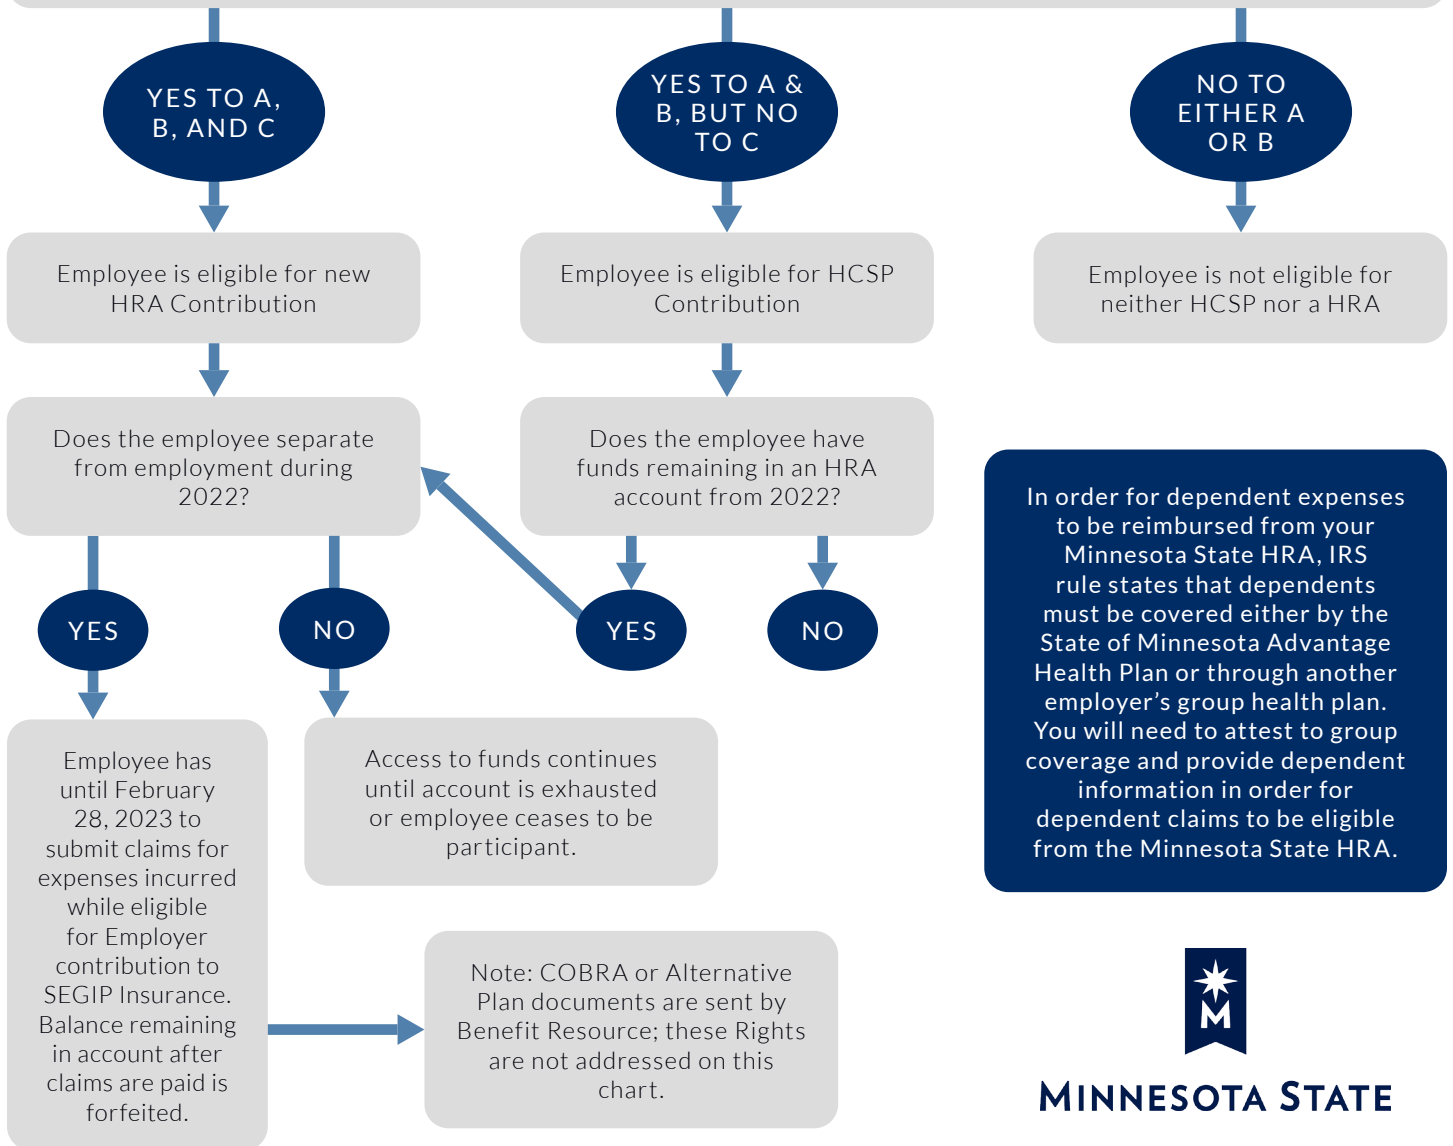 YES TO A,
B, AND C
YES TO A &
B, BUT NO
TO C
NO TO
EITHER A
OR B
Employee is eligible for new
HRA Contribution
Employee is eligible for HCSP
Contribution
Employee is not eligible for
neither HCSP nor a HRA
Does the employee separate
from employment during
2022?
Does the employee have
funds remaining in an HRA
account from 2022?
YES
NO
YES
NO
In order for dependent expenses
to be reimbursed from your
Minnesota State HRA, IRS
rule states that dependents
must be covered either by the
State of Minnesota Advantage
Health Plan or through another
employer’s group health plan.
You will need to attest to group
coverage and provide dependent
information in order for
dependent claims to be eligible
from the Minnesota State HRA.
Employee has
until February
28, 2023 to
submit claims for
expenses incurred
while eligible
for Employer
contribution to
SEGIP Insurance.
Balance remaining
in account after
claims are paid is
forfeited.
Access to funds continues
until account is exhausted
or employee ceases to be
participant.
Note: COBRA or Alternative
Plan documents are sent by
Benefit Resource; these Rights
are not addressed on this
chart.
M
MINNESOTA STATE